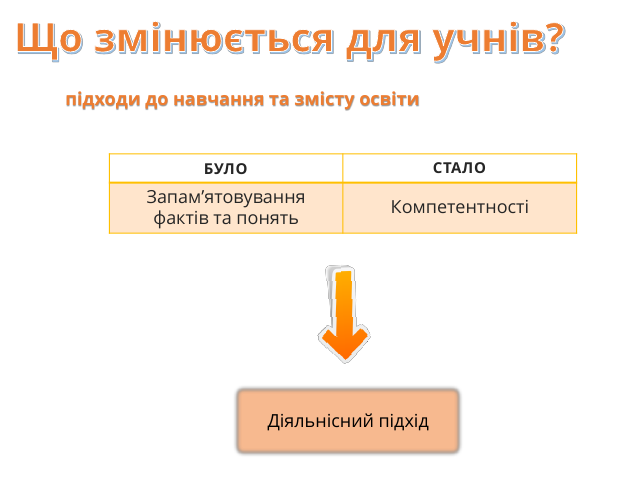 Що змінюється для учнів?
підходи до навчання та змісту освіти
БУЛО
СТАЛО
Запам’ятовування
фактів та понять
Компетентності
Діяльнісний підхід